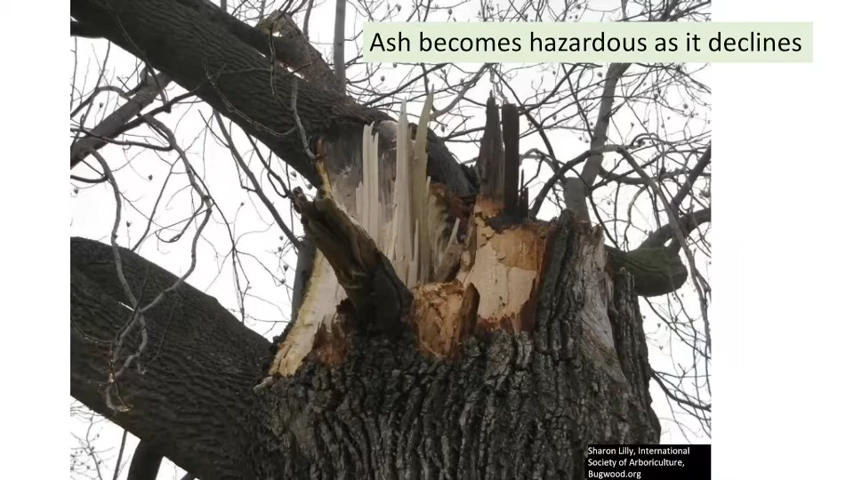 Ash becomes hazardous as it declines
Sharon Lilly, International
Society of Arboriculture,
Bugwood.org